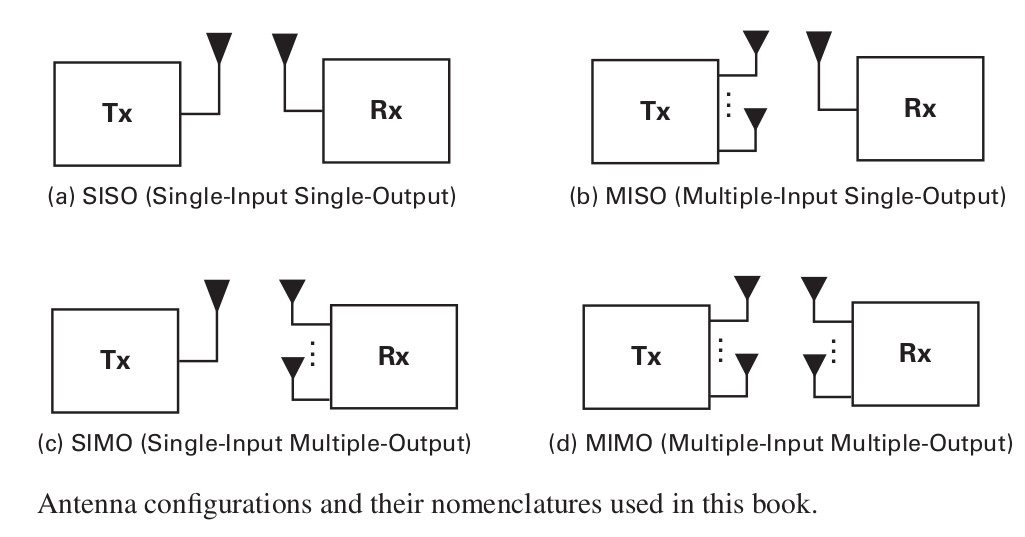 Tx
Rx
Tx
Rx
(a) SISO (Single-Input Single-Output)
(b) MISO (Multiple-Input Single-Output)
Tx
Rx
Tx
Rx
(c) SIMO (Single-Input Multiple-Output)
(d) MIMO (Multiple-Input Multiple-Output)
Antenna configurations and their nomenclatures used in this book.